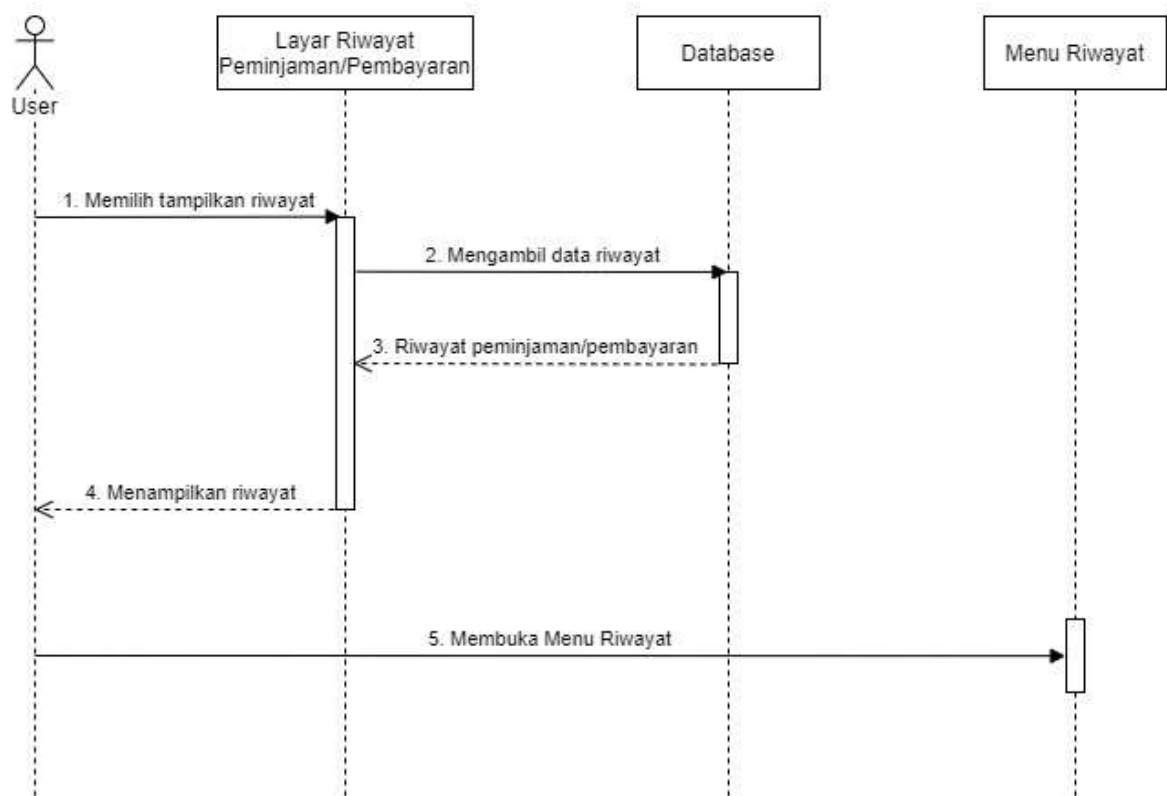 Layar Riwayat
Peminjaman/Pembayaran
Database
Menu Riwayat
User
1. Memilih tampilkan riwayat
2. Mengambil data riwayat
3. Riwayat peminjaman/pembayaran
4. Menampilkan riwayat
5. Membuka Menu Riwayat